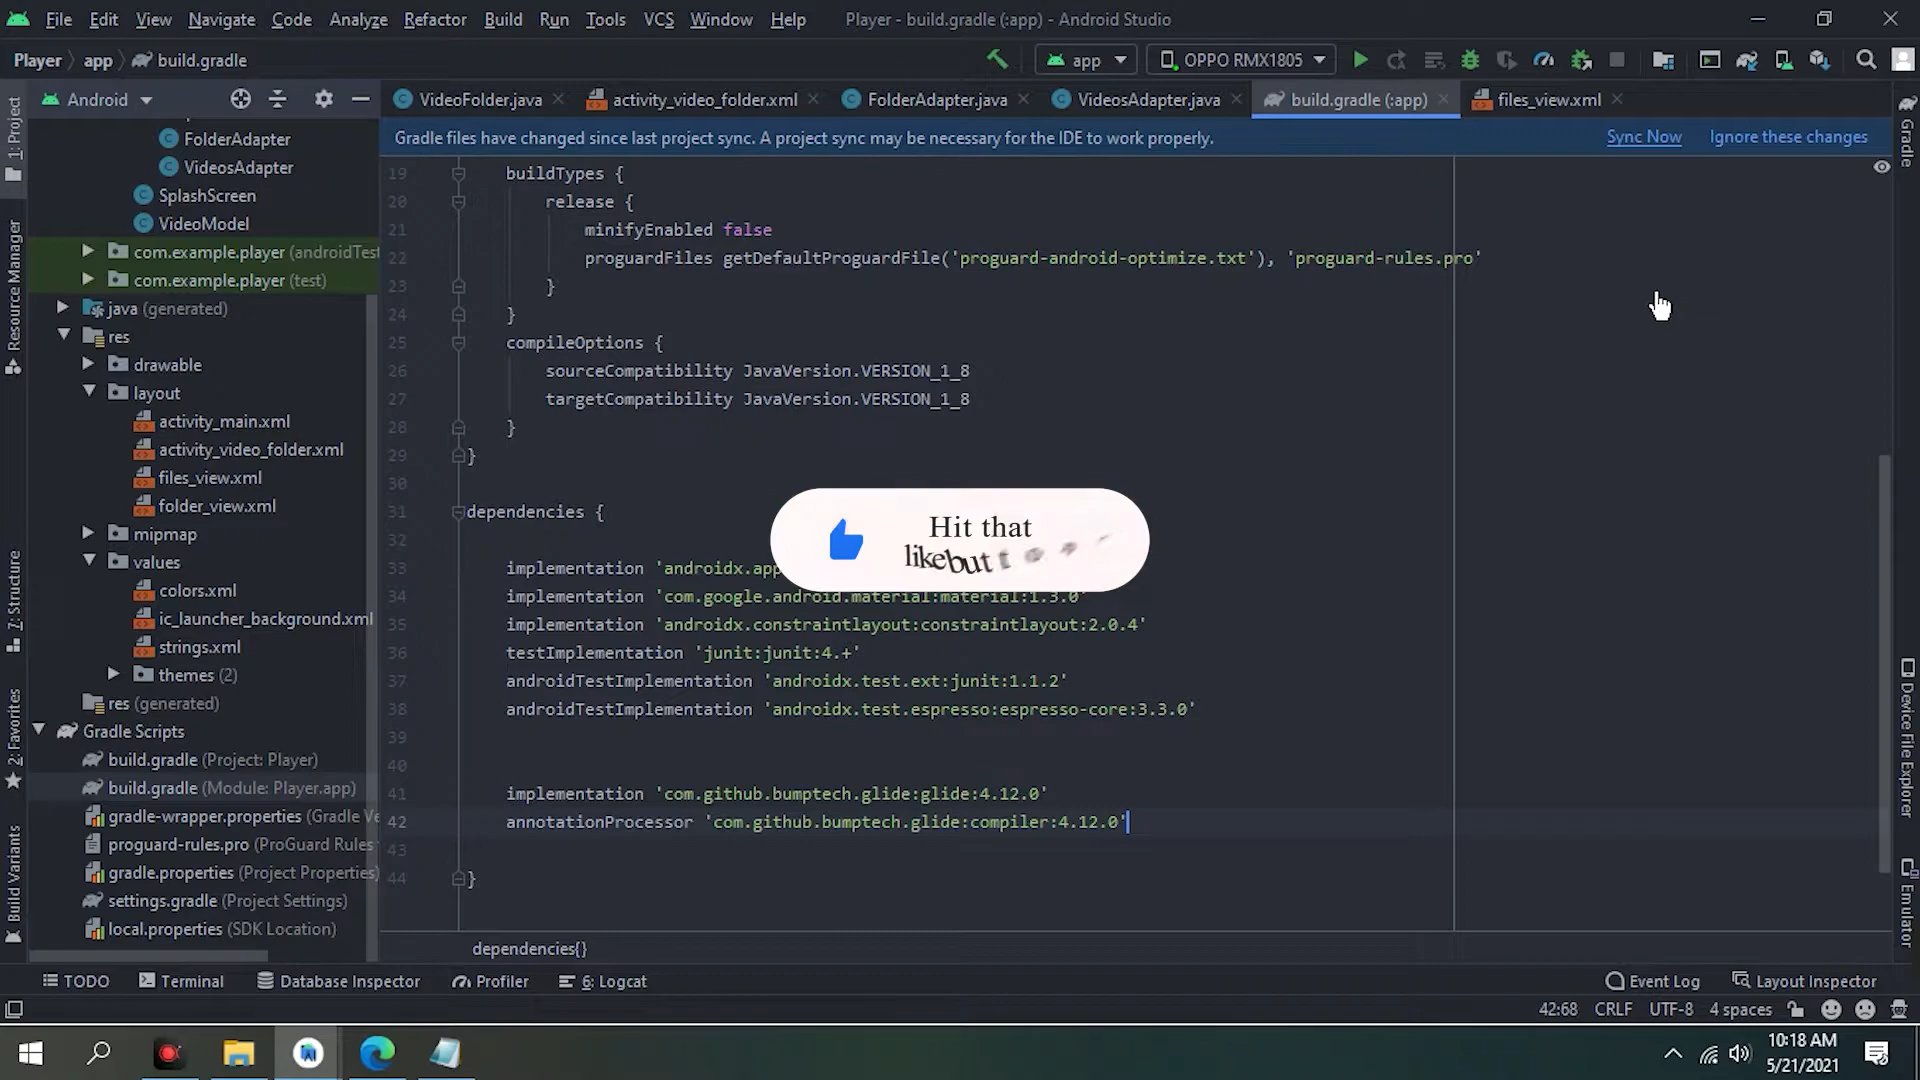 File Edit View Navigate Code Analyze Refactor Build Run Tools VCS Window Help Player - build.gradle (:app) - Android Studio
Player app build.gradle app OPPO RMX1805
Android
VideoFolder.java activity_video_folder.xml FolderAdapter.java VideosAdapter.java build.gradle (:app) files_view.xml
Gradle files have changed since last project sync. A project sync may be necessary for the IDE to work properly. Sync Now Ignore these changes
1: Project
Resource Manager
7: Structure
2: Favorites
Build Variants
FolderAdapter
VideosAdapter
SplashScreen
VideoModel
com.example.player (androidTest
com.example.player (test)
java (generated)
res
drawable
layout
activity_main.xml
activity_video_folder.xml
files_view.xml
folder_view.xml
mipmap
values
colors.xml
ic_launcher_background.xml
strings.xml
themes (2)
res (generated)
Gradle Scripts
build.gradle (Project: Player)
build.gradle (Module: Player.app)
gradle-wrapper.properties (Gradle Ve
proguard-rules.pro (ProGuard Rules
gradle.properties (Project Properties)
settings.gradle (Project Settings)
local.properties (SDK Location)
19 buildTypes {
20 release {
21 minifyEnabled false
22 proguardFiles getDefaultProguardFile('proguard-android-optimize.txt'), 'proguard-rules.pro'
23 }
24 }
25 compileOptions {
26 sourceCompatibility JavaVersion.VERSION_1_8
27 targetCompatibility JavaVersion.VERSION_1_8
28 }
29 }
30
31 dependencies {
32
33 implementation 'androidx.app
34 implementation 'com.google.android.material:material:1.3.0'
35 implementation 'androidx.constraintlayout:constraintlayout:2.0.4'
36 testImplementation 'junit:junit:4.+'
37 androidTestImplementation 'androidx.test.ext:junit:1.1.2'
38 androidTestImplementation 'androidx.test.espresso:espresso-core:3.3.0'
39
40
41 implementation 'com.github.bumptech.glide:glide:4.12.0'
42 annotationProcessor 'com.github.bumptech.glide:compiler:4.12.0'
43
44 }
Hit that
likebut
dependencies{}
Gradle
Device File Explorer
Emulator
TODO Terminal Database Inspector Profiler 6: Logcat Event Log Layout Inspector
42:68 CRLF UTF-8 4 spaces
10:18 AM
5/21/2021